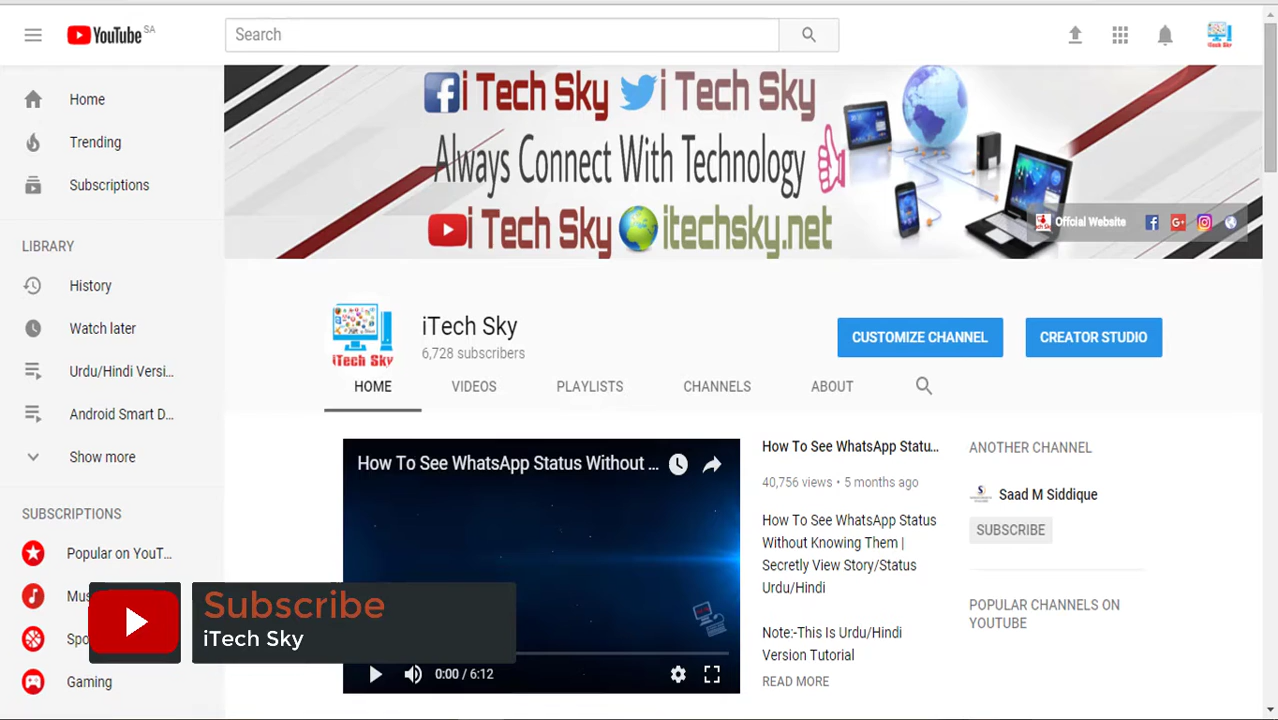 YouTube SA
Search
iTech Sky
Home
Trending
Subscriptions
LIBRARY
History
Watch later
Urdu/Hindi Versi...
Android Smart D...
Show more
SUBSCRIPTIONS
Popular on YouT...
Mus
Spo
Gaming
i Tech Sky i Tech Sky
Always Connect With Technology
i Tech Sky itechsky.net
Offcial Website
iTech Sky
iTech Sky
6,728 subscribers
CUSTOMIZE CHANNEL
CREATOR STUDIO
HOME VIDEOS PLAYLISTS CHANNELS ABOUT
How To See WhatsApp Status Without ...
0:00 / 6:12
How To See WhatsApp Statu...
40,756 views • 5 months ago
How To See WhatsApp Status
Without Knowing Them |
Secretly View Story/Status
Urdu/Hindi
Note:-This Is Urdu/Hindi
Version Tutorial
READ MORE
ANOTHER CHANNEL
Saad M Siddique
SUBSCRIBE
POPULAR CHANNELS ON
YOUTUBE
Subscribe
iTech Sky